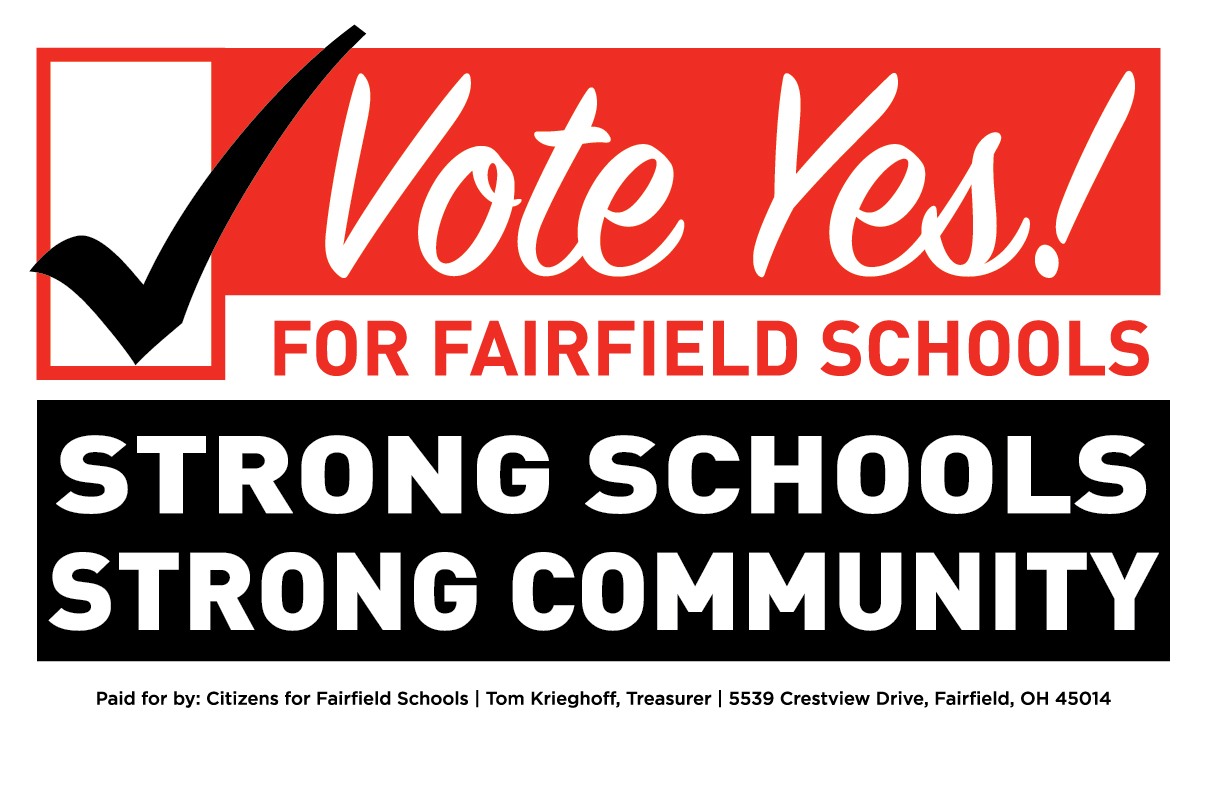 Vote Yes!
FOR FAIRFIELD SCHOOLS
STRONG SCHOOLS
STRONG COMMUNITY
Paid for by: Citizens for Fairfield Schools | Tom Krieghoff, Treasurer | 5539 Crestview Drive, Fairfield, OH 45014